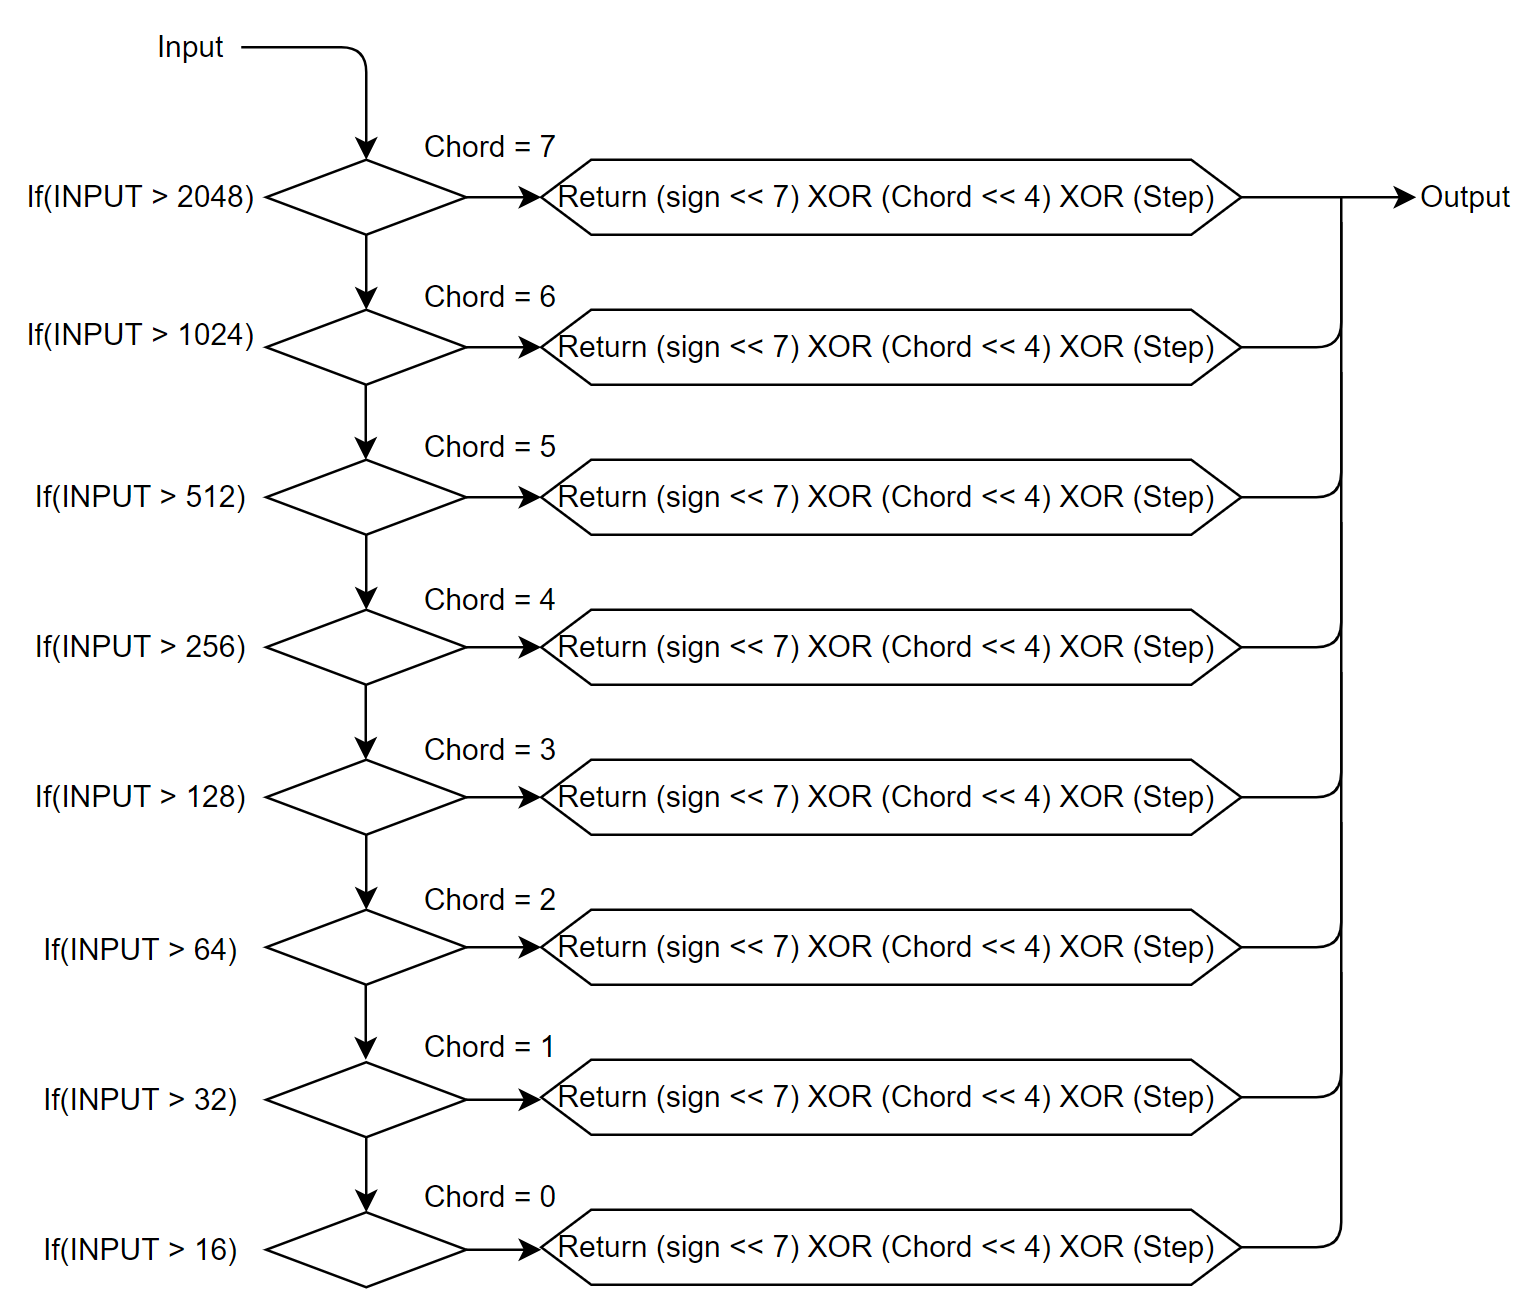 Input
Chord = 7
If(INPUT > 2048)
Return (sign << 7) XOR (Chord << 4) XOR (Step)
Output
Chord = 6
If(INPUT > 1024)
Return (sign << 7) XOR (Chord << 4) XOR (Step)
Chord = 5
If(INPUT > 512)
Return (sign << 7) XOR (Chord << 4) XOR (Step)
Chord = 4
If(INPUT > 256)
Return (sign << 7) XOR (Chord << 4) XOR (Step)
Chord = 3
If(INPUT > 128)
Return (sign << 7) XOR (Chord << 4) XOR (Step)
Chord = 2
If(INPUT > 64)
Return (sign << 7) XOR (Chord << 4) XOR (Step)
Chord = 1
If(INPUT > 32)
Return (sign << 7) XOR (Chord << 4) XOR (Step)
Chord = 0
If(INPUT > 16)
Return (sign << 7) XOR (Chord << 4) XOR (Step)